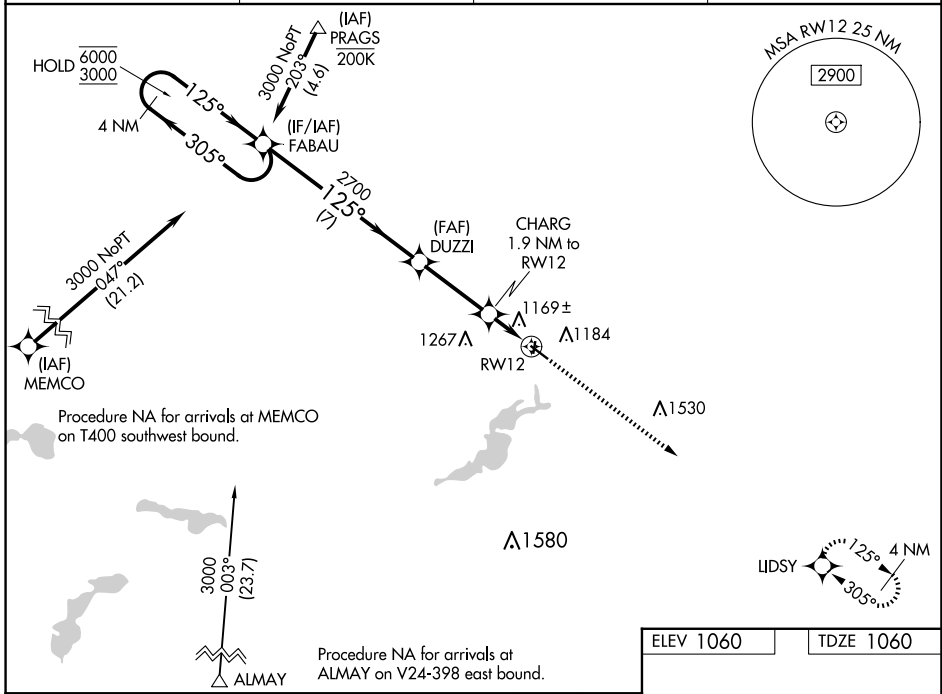 (IAF)
PRAGS
200K
3000 NoPT
203°
(4.6)
HOLD 6000
3000
4 NM
125°
305°
(IF/IAF)
FABAU
MSA RW12 25 NM
2900
2700
125°
(7)
(FAF)
DUZZI
CHARG
1.9 NM to
RW12
3000 NoPT
047°
(21.2)
1169±
1267
1184
RW12
(IAF)
MEMCO
1530
Procedure NA for arrivals at MEMCO
on T400 southwest bound.
3000
003°
(23.7)
1580
LIDSY
125°
305°
4 NM
ALMAY
Procedure NA for arrivals at
ALMAY on V24-398 east bound.
ELEV 1060
TDZE 1060